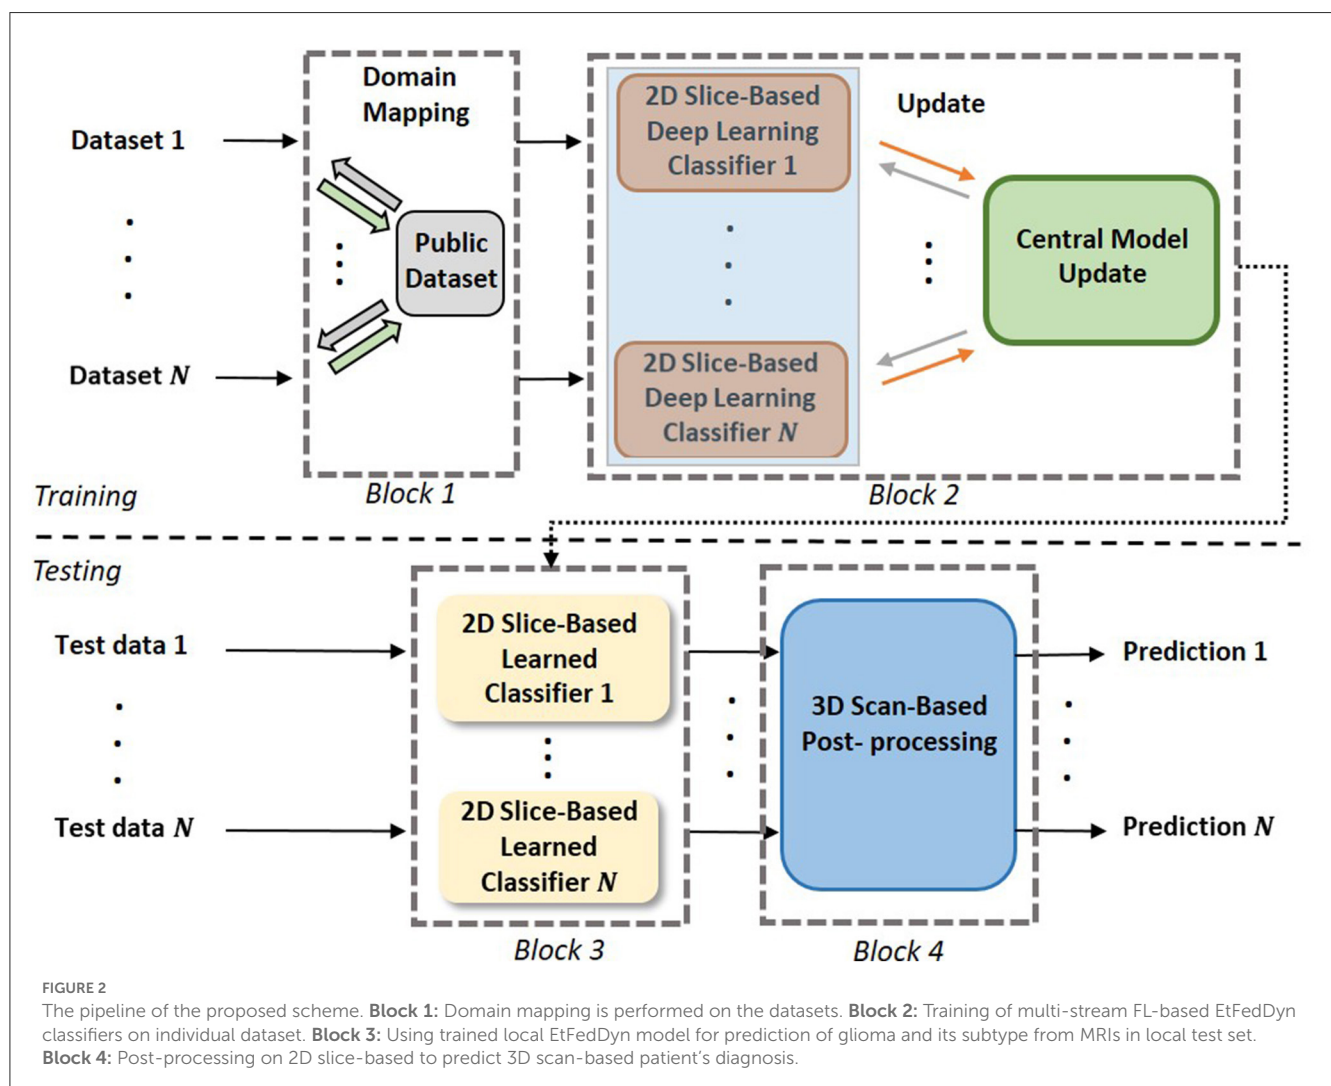 Domain
Mapping
Dataset 1
Public
Dataset
Dataset N
Block 1
2D Slice-Based
Deep Learning
Classifier 1
2D Slice-Based
Deep Learning
Classifier N
Update
Central Model
Update
Block 2
Training
Testing
Test data 1
Test data N
2D Slice-Based
Learned
Classifier 1
2D Slice-Based
Learned
Classifier N
Block 3
3D Scan-Based
Post- processing
Block 4
Prediction 1
Prediction N
FIGURE 2
The pipeline of the proposed scheme. Block 1: Domain mapping is performed on the datasets. Block 2: Training of multi-stream FL-based EtFedDyn
classifiers on individual dataset. Block 3: Using trained local EtFedDyn model for prediction of glioma and its subtype from MRIs in local test set.
Block 4: Post-processing on 2D slice-based to predict 3D scan-based patient's diagnosis.